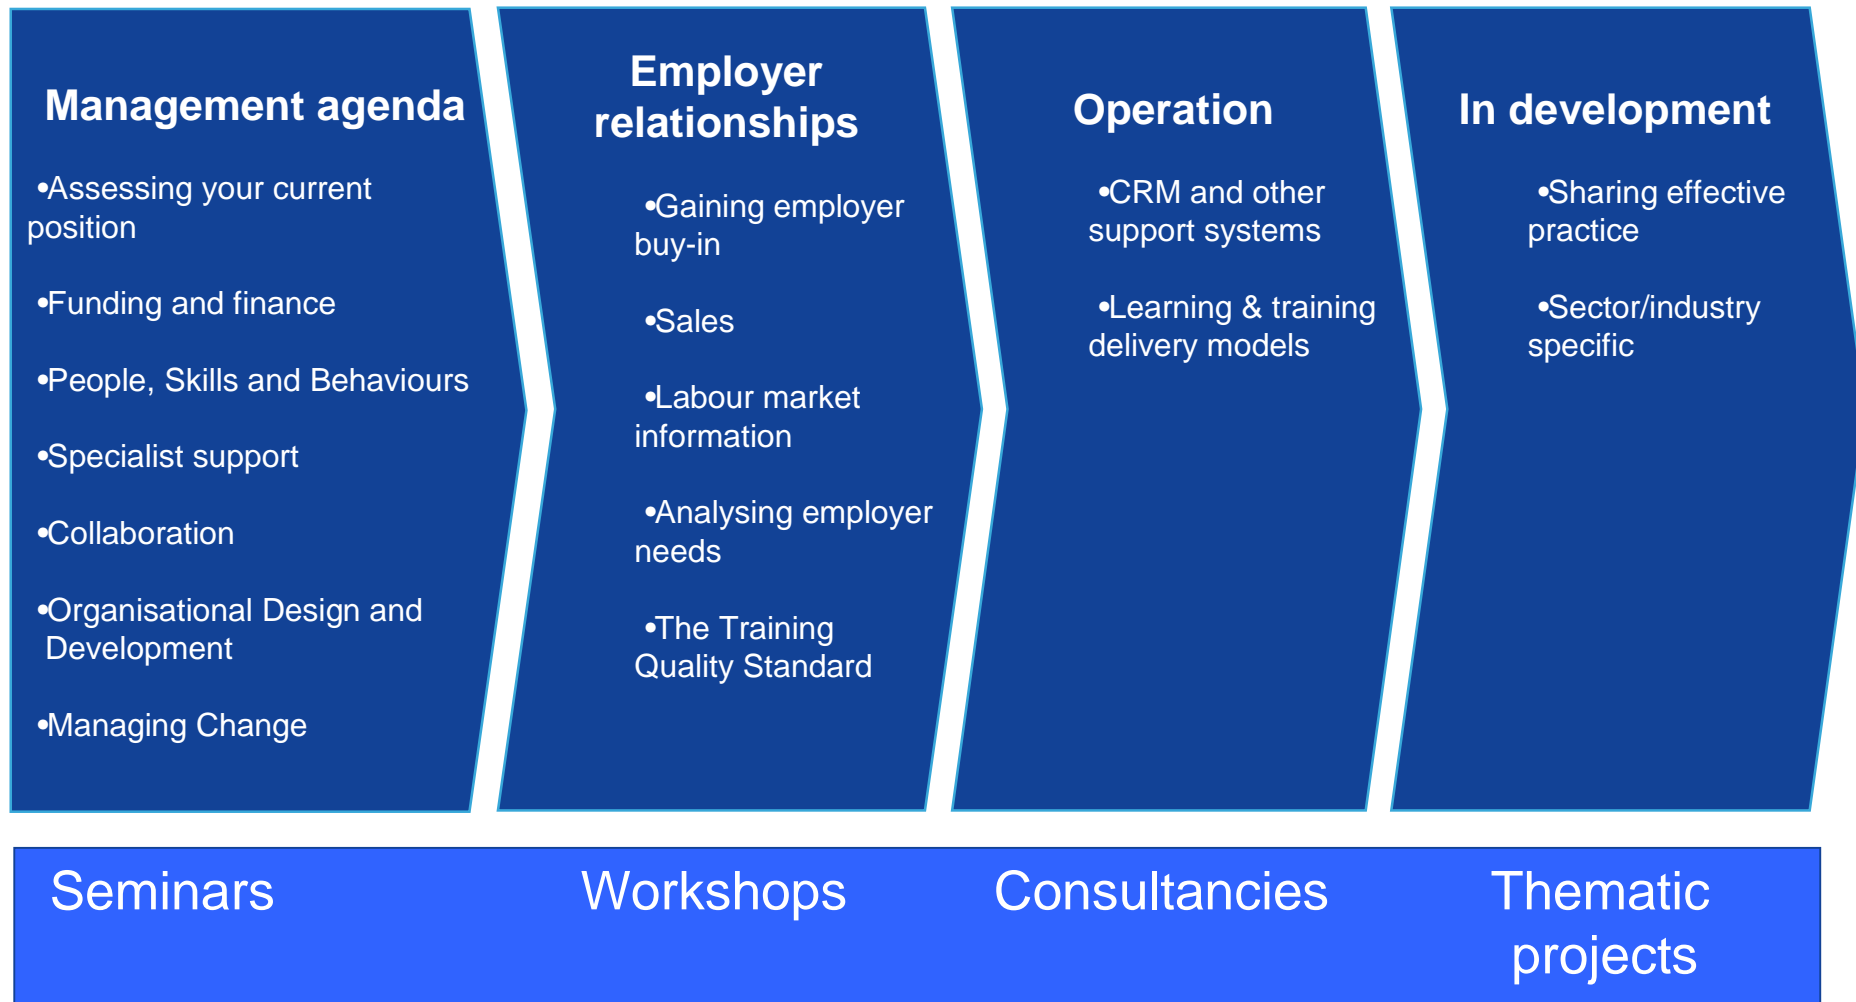 Management agenda
•Assessing your current
position
•Funding and finance
•People, Skills and Behaviours
•Specialist support
•Collaboration
•Organisational Design and
Development
•Managing Change
Employer
relationships
•Gaining employer
buy-in
•Sales
•Labour market
information
•Analysing employer
needs
•The Training
Quality Standard
Operation
•CRM and other
support systems
•Learning & training
delivery models
In development
•Sharing effective
practice
•Sector/industry
specific
Seminars
Workshops
Consultancies
Thematic
projects